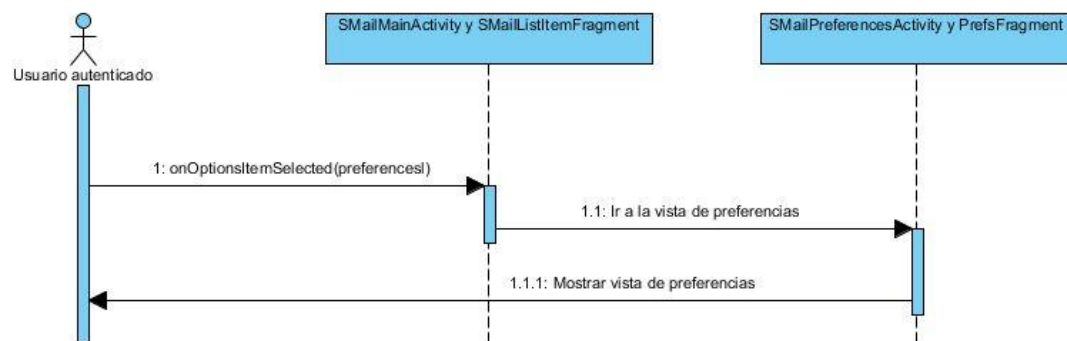 SMailMainActivity y SMailListItemFragment
SMailPreferencesActivity y PrefsFragment
Usuario autenticado
1: onOptionsItemSelected(preferencesI)
1.1: Ir a la vista de preferencias
1.1.1: Mostrar vista de preferencias